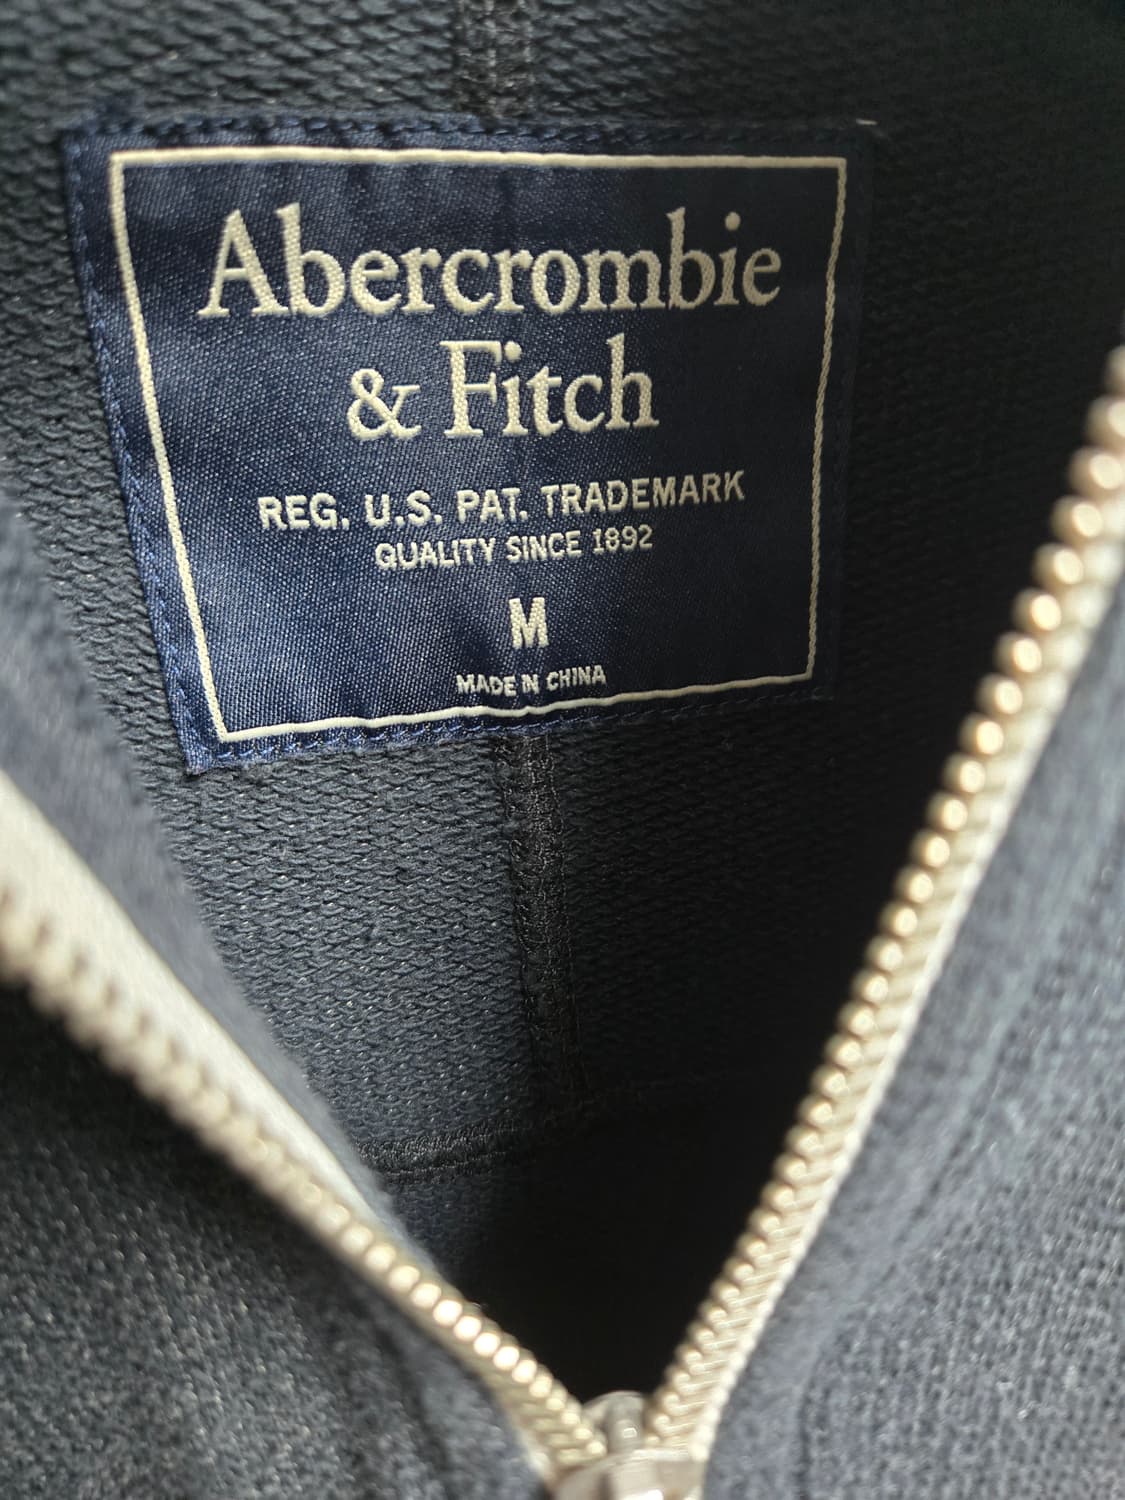 Abercrombie
& Fitch
REG. U.S. PAT. TRADEMARK
QUALITY SINCE 1892
M
MADE IN CHINA